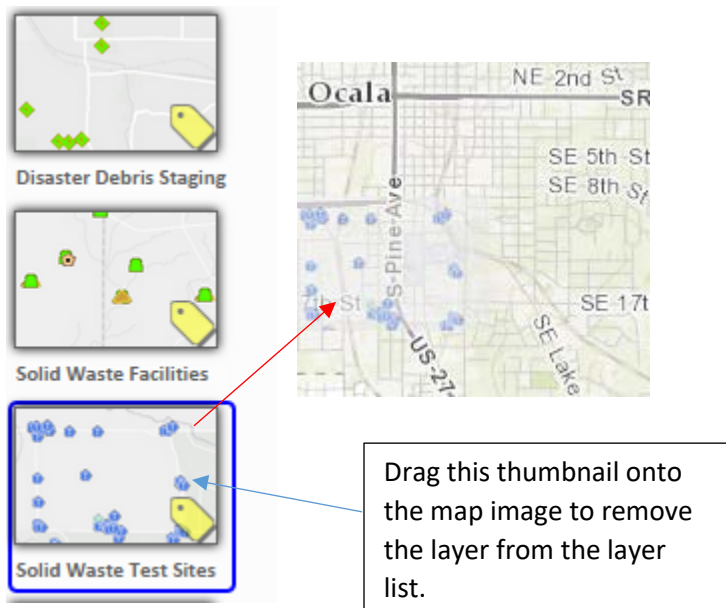 Disaster Debris Staging
Solid Waste Facilities
Solid Waste Test Sites
Ocala
NE 2nd St
SR
SE 5th St
SE 8th St
S-Pine-Ave
7th St
SE 17t
US-27
SE Lake
Drag this thumbnail onto
the map image to remove
the layer from the layer
list.